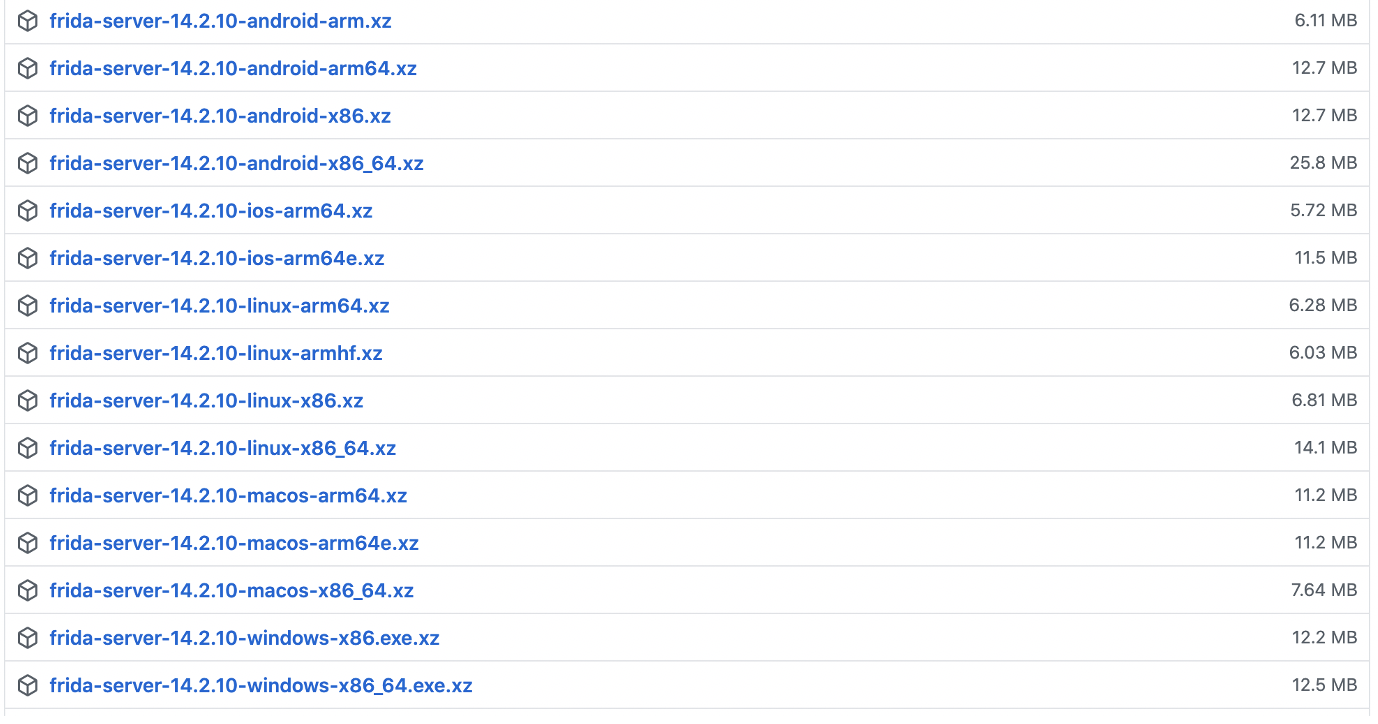 frida-server-14.2.10-android-arm.xz 6.11 MB
frida-server-14.2.10-android-arm64.xz 12.7 MB
frida-server-14.2.10-android-x86.xz 12.7 MB
frida-server-14.2.10-android-x86_64.xz 25.8 MB
frida-server-14.2.10-ios-arm64.xz 5.72 MB
frida-server-14.2.10-ios-arm64e.xz 11.5 MB
frida-server-14.2.10-linux-arm64.xz 6.28 MB
frida-server-14.2.10-linux-armhf.xz 6.03 MB
frida-server-14.2.10-linux-x86.xz 6.81 MB
frida-server-14.2.10-linux-x86_64.xz 14.1 MB
frida-server-14.2.10-macos-arm64.xz 11.2 MB
frida-server-14.2.10-macos-arm64e.xz 11.2 MB
frida-server-14.2.10-macos-x86_64.xz 7.64 MB
frida-server-14.2.10-windows-x86.exe.xz 12.2 MB
frida-server-14.2.10-windows-x86_64.exe.xz 12.5 MB